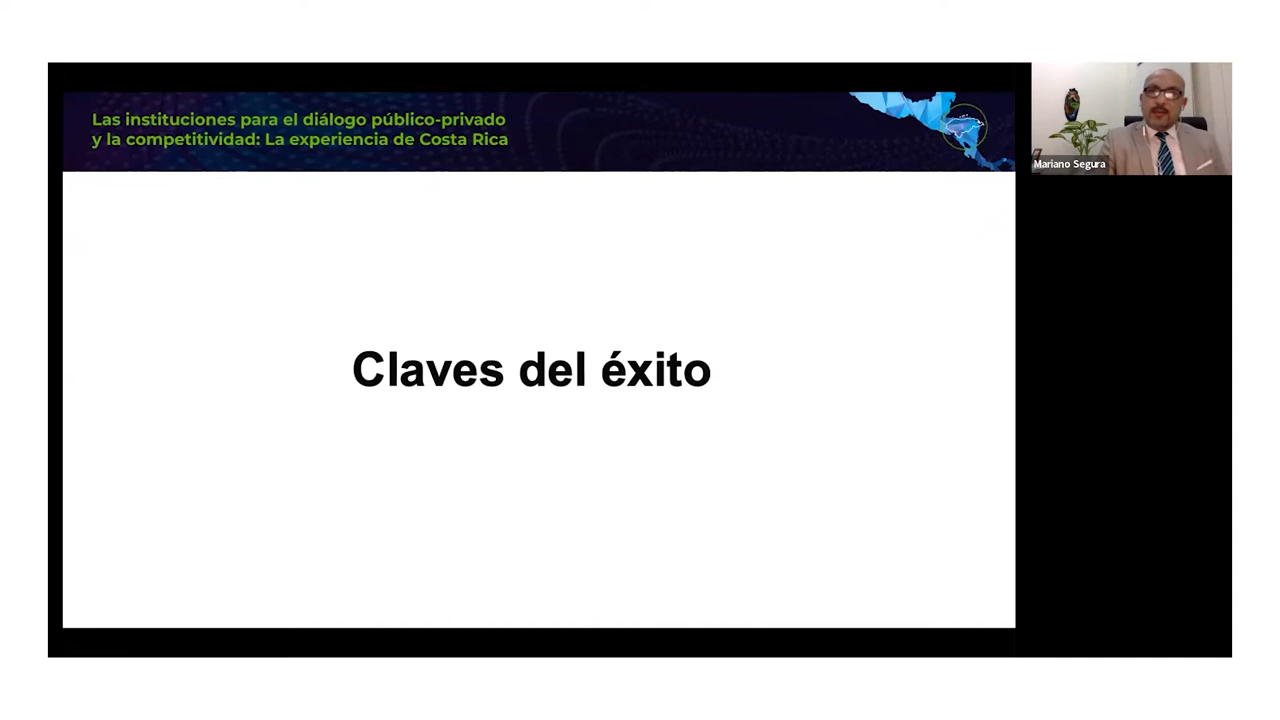 Las instituciones para el diálogo público-privado
y la competitividad: La experiencia de Costa Rica
Mariano Segura
Claves del éxito